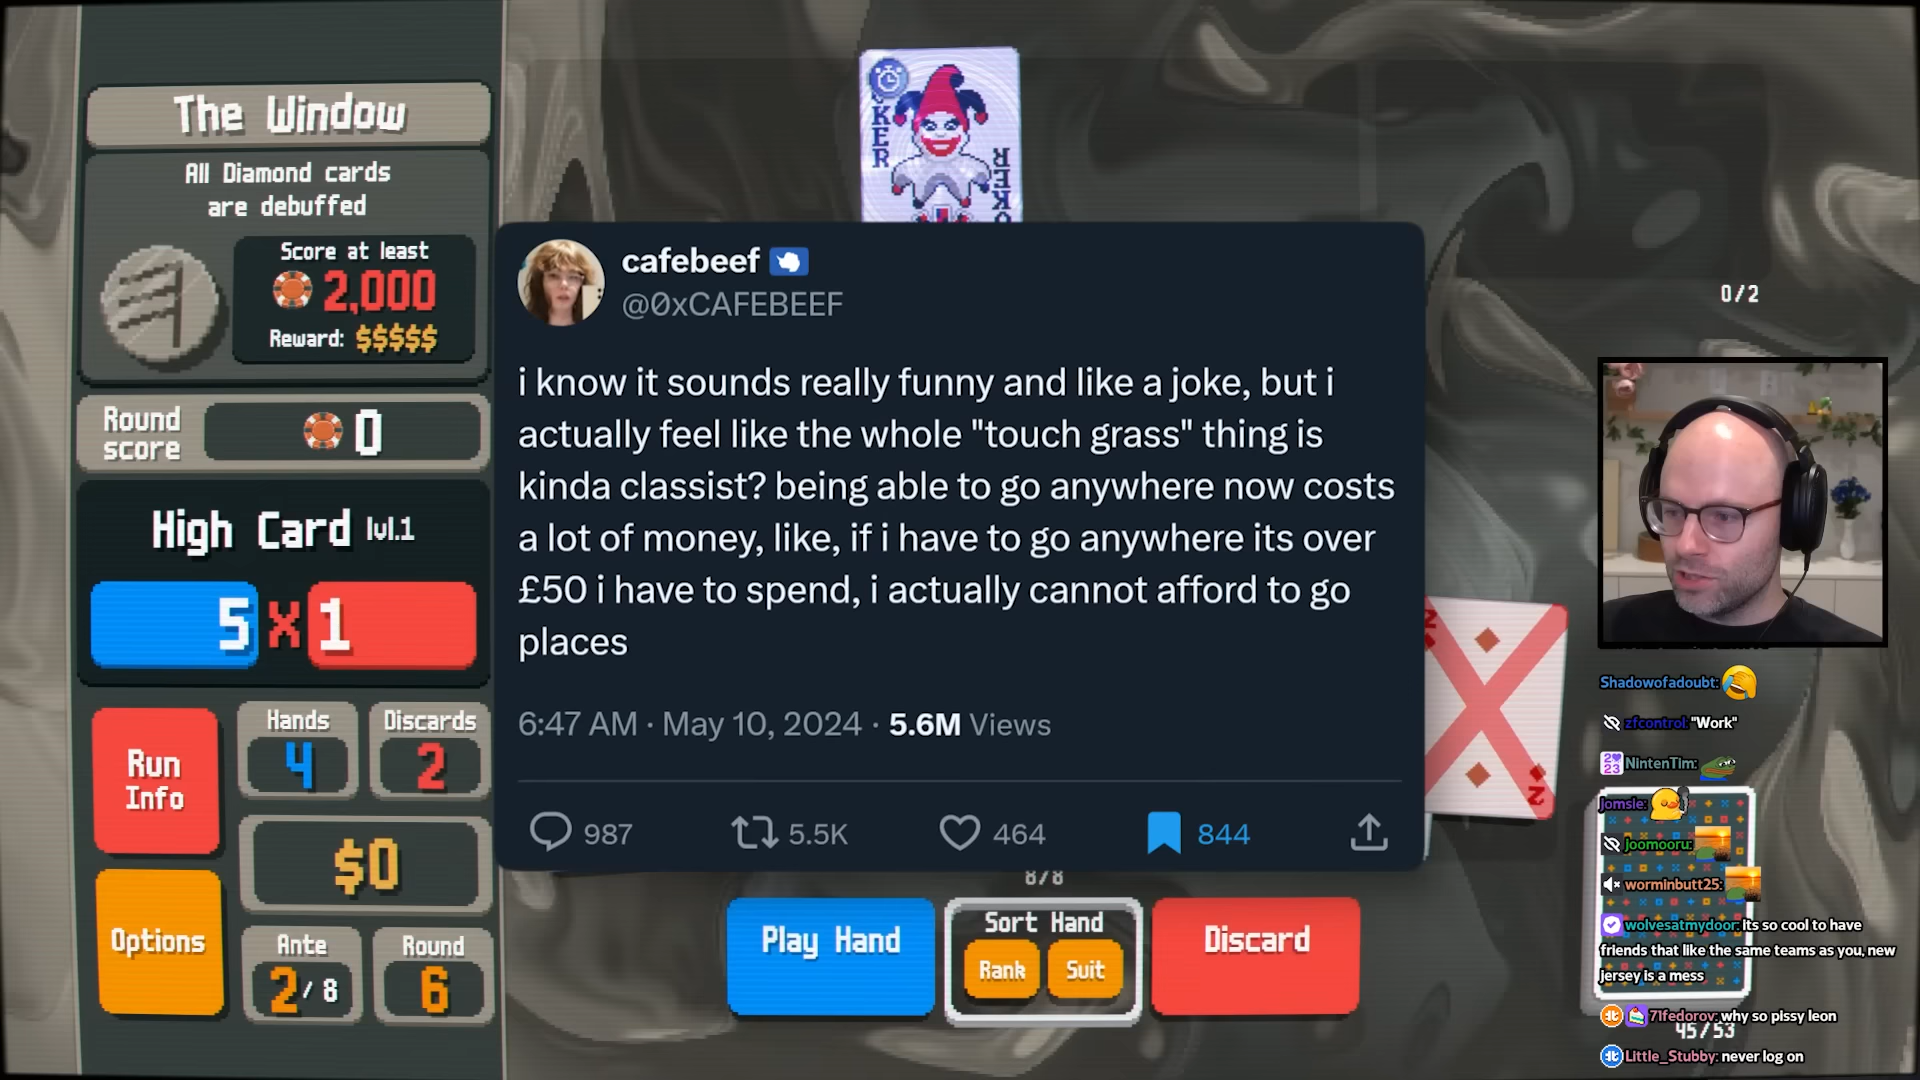 The Window
All Diamond cards
are debuffed
Score at least
2,000
Reward: $$$$$
Round
score
0
High Card lvl.1
5 X 1
Run
Info
Hands
4
Discards
2
$0
Options
Ante
2/8
Round
6
JOKER
cafebeef
@0xCAFEBEEF
i know it sounds really funny and like a joke, but i
actually feel like the whole "touch grass" thing is
kinda classist? being able to go anywhere now costs
a lot of money, like, if i have to go anywhere its over
£50 i have to spend, i actually cannot afford to go
places
6:47 AM · May 10, 2024 · 5.6M Views
987
5.5K
464
844
8/8
Play Hand
Sort Hand
Rank
Suit
Discard
0/2
2
2
Shadowofadoubt:
zfcontrol: "Work"
NintenTim:
Jomsie:
Joomooru:
worminbutt25:
wolvesatmydoor: its so cool to have
friends that like the same teams as you, new
jersey is a mess
71fedorov: why so pissy leon
45/53
Little_Stubby: never log on